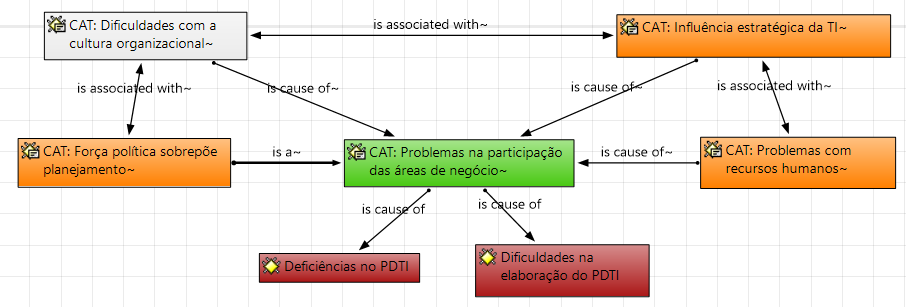 CAT: Dificuldades com a
cultura organizacional~
is associated with~
CAT: Influência estratégica da TI~
is associated with~
is cause of~
is cause of~
is associated with~
CAT: Força política sobrepõe
planejamento~
is a~
CAT: Problemas na participação
das áreas de negócio~
is cause of~
CAT: Problemas com
recursos humanos~
is cause of
is cause of
Deficiências no PDTI
Dificuldades na
elaboração do PDTI